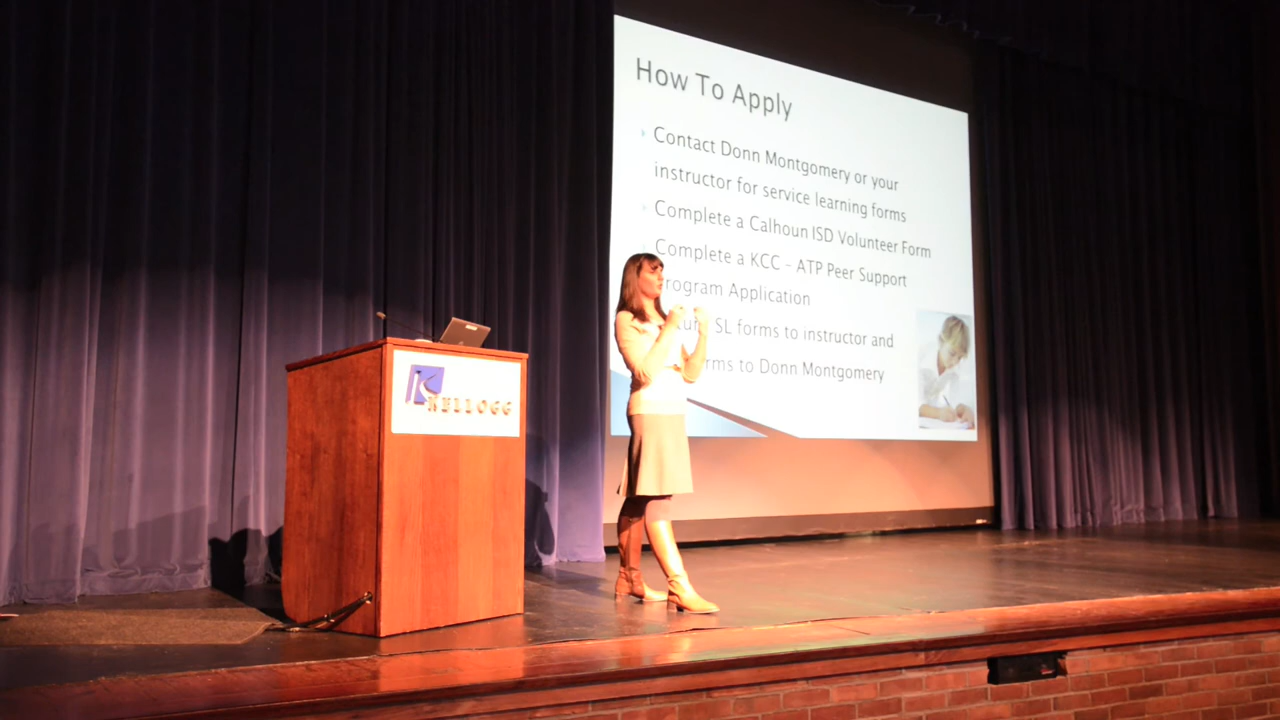 How To Apply
Contact Donn Montgomery or your
instructor for service learning forms
Complete a Calhoun ISD Volunteer Form
Complete a KCC – ATP Peer Support
rogram Application
SL forms to instructor and
rms to Donn Montgomery
KELLOGG